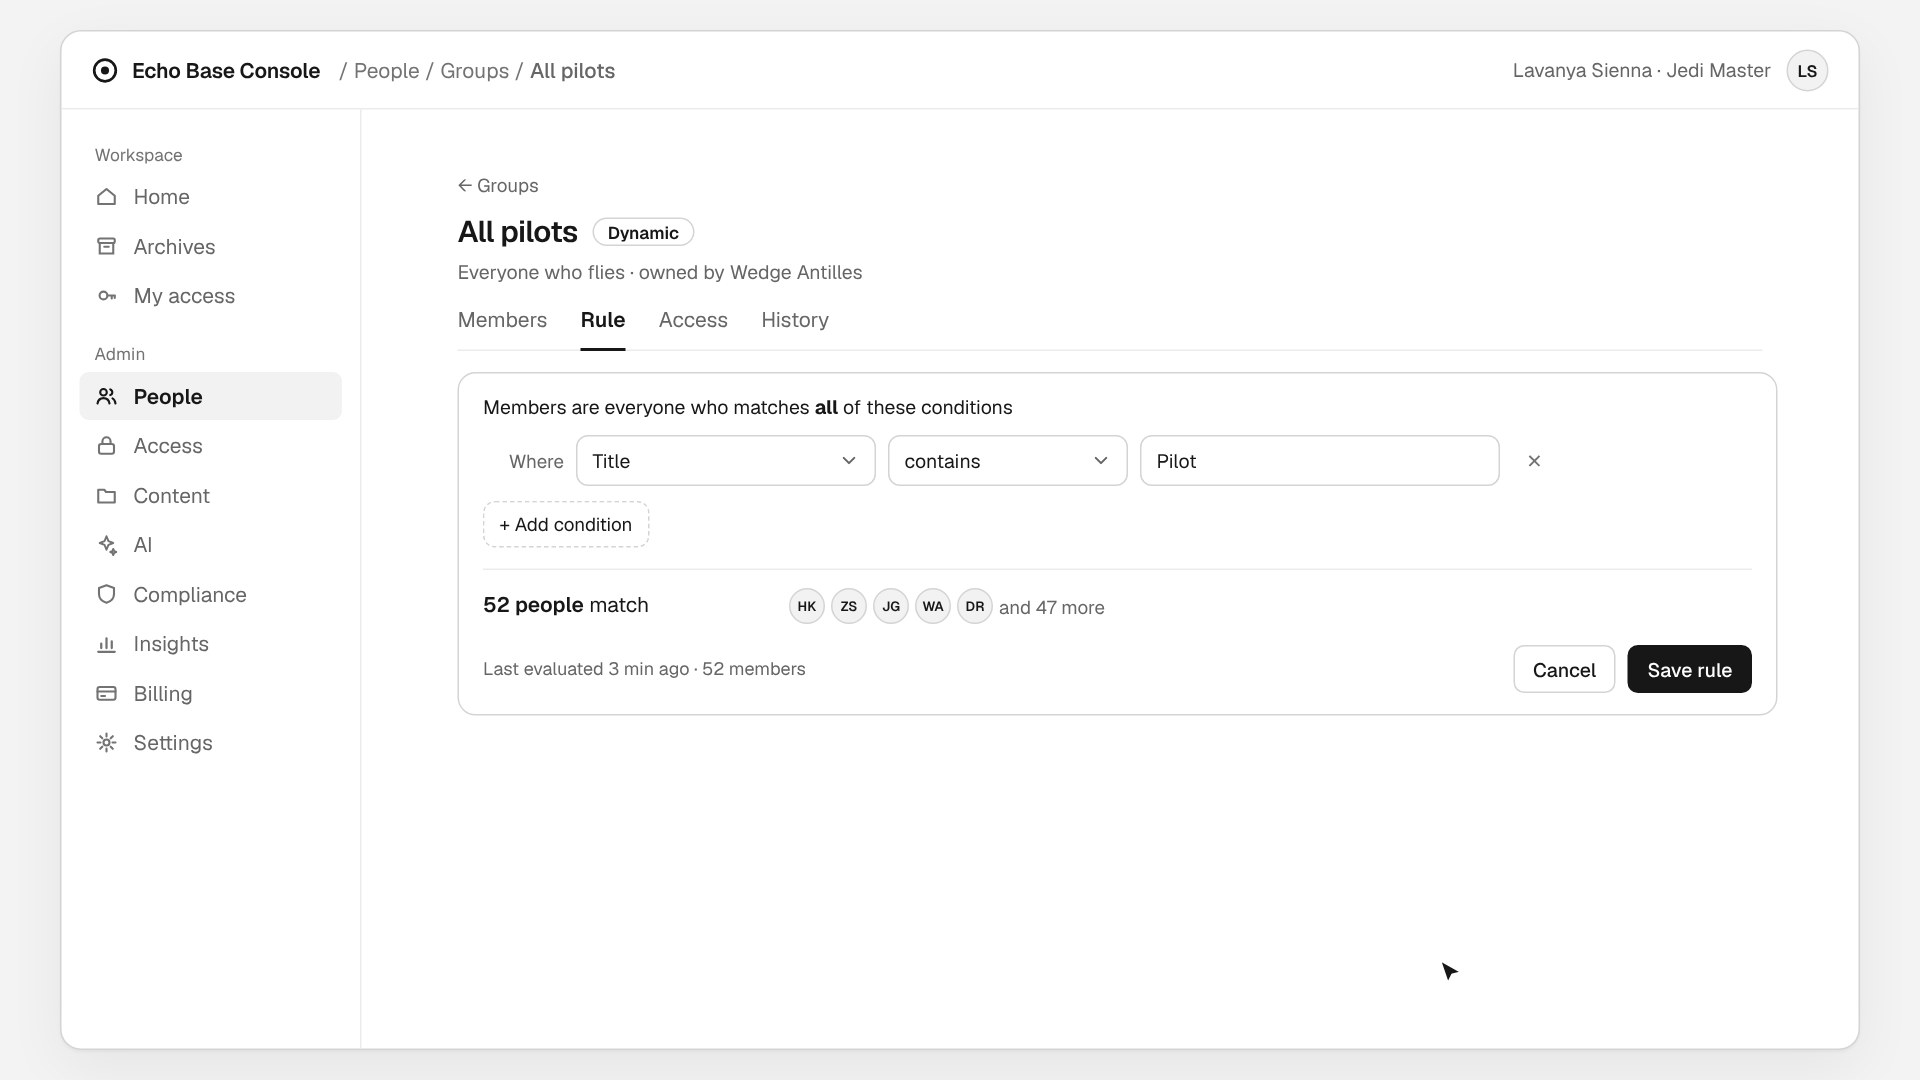 Echo Base Console / People / Groups / All pilots
Lavanya Sienna · Jedi Master LS
Workspace
Home
Archives
My access
Admin
People
Access
Content
AI
Compliance
Insights
Billing
Settings
← Groups
All pilots Dynamic
Everyone who flies · owned by Wedge Antilles
Members Rule Access History
Members are everyone who matches all of these conditions
Where Title contains Pilot ×
+ Add condition
52 people match HK ZS JG WA DR and 47 more
Last evaluated 3 min ago · 52 members
Cancel Save rule